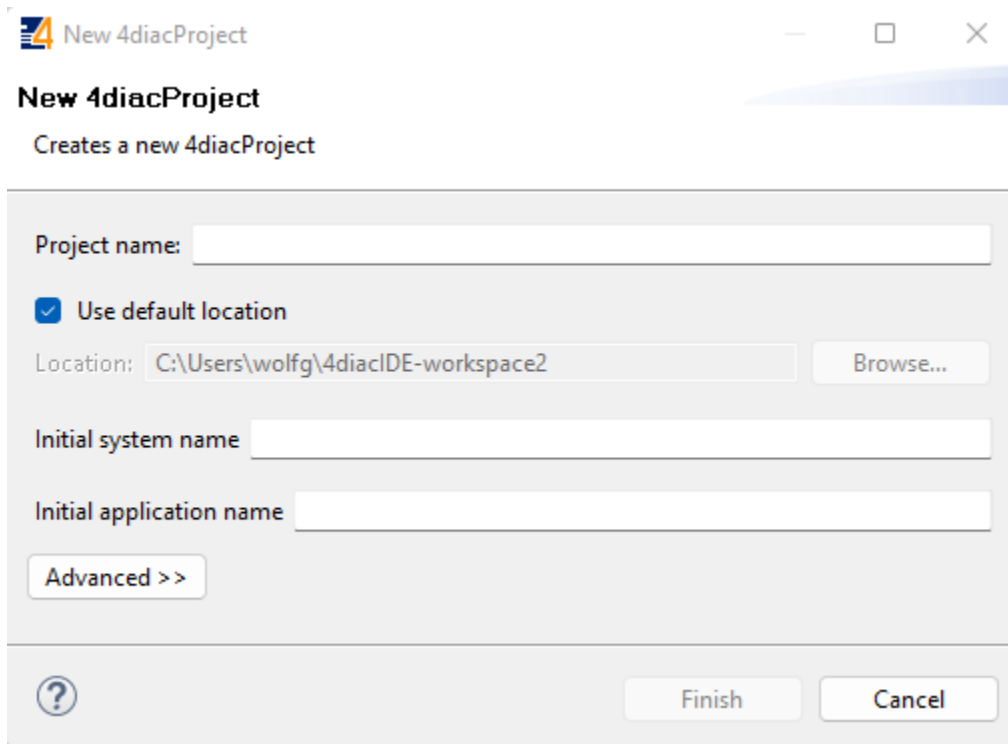 4 New 4diacProject
New 4diacProject
Creates a new 4diacProject
Project name:
Use default location
Location: C:\Users\wolfg\4diacIDE-workspace2 Browse...
Initial system name
Initial application name
Advanced >>
? Finish Cancel